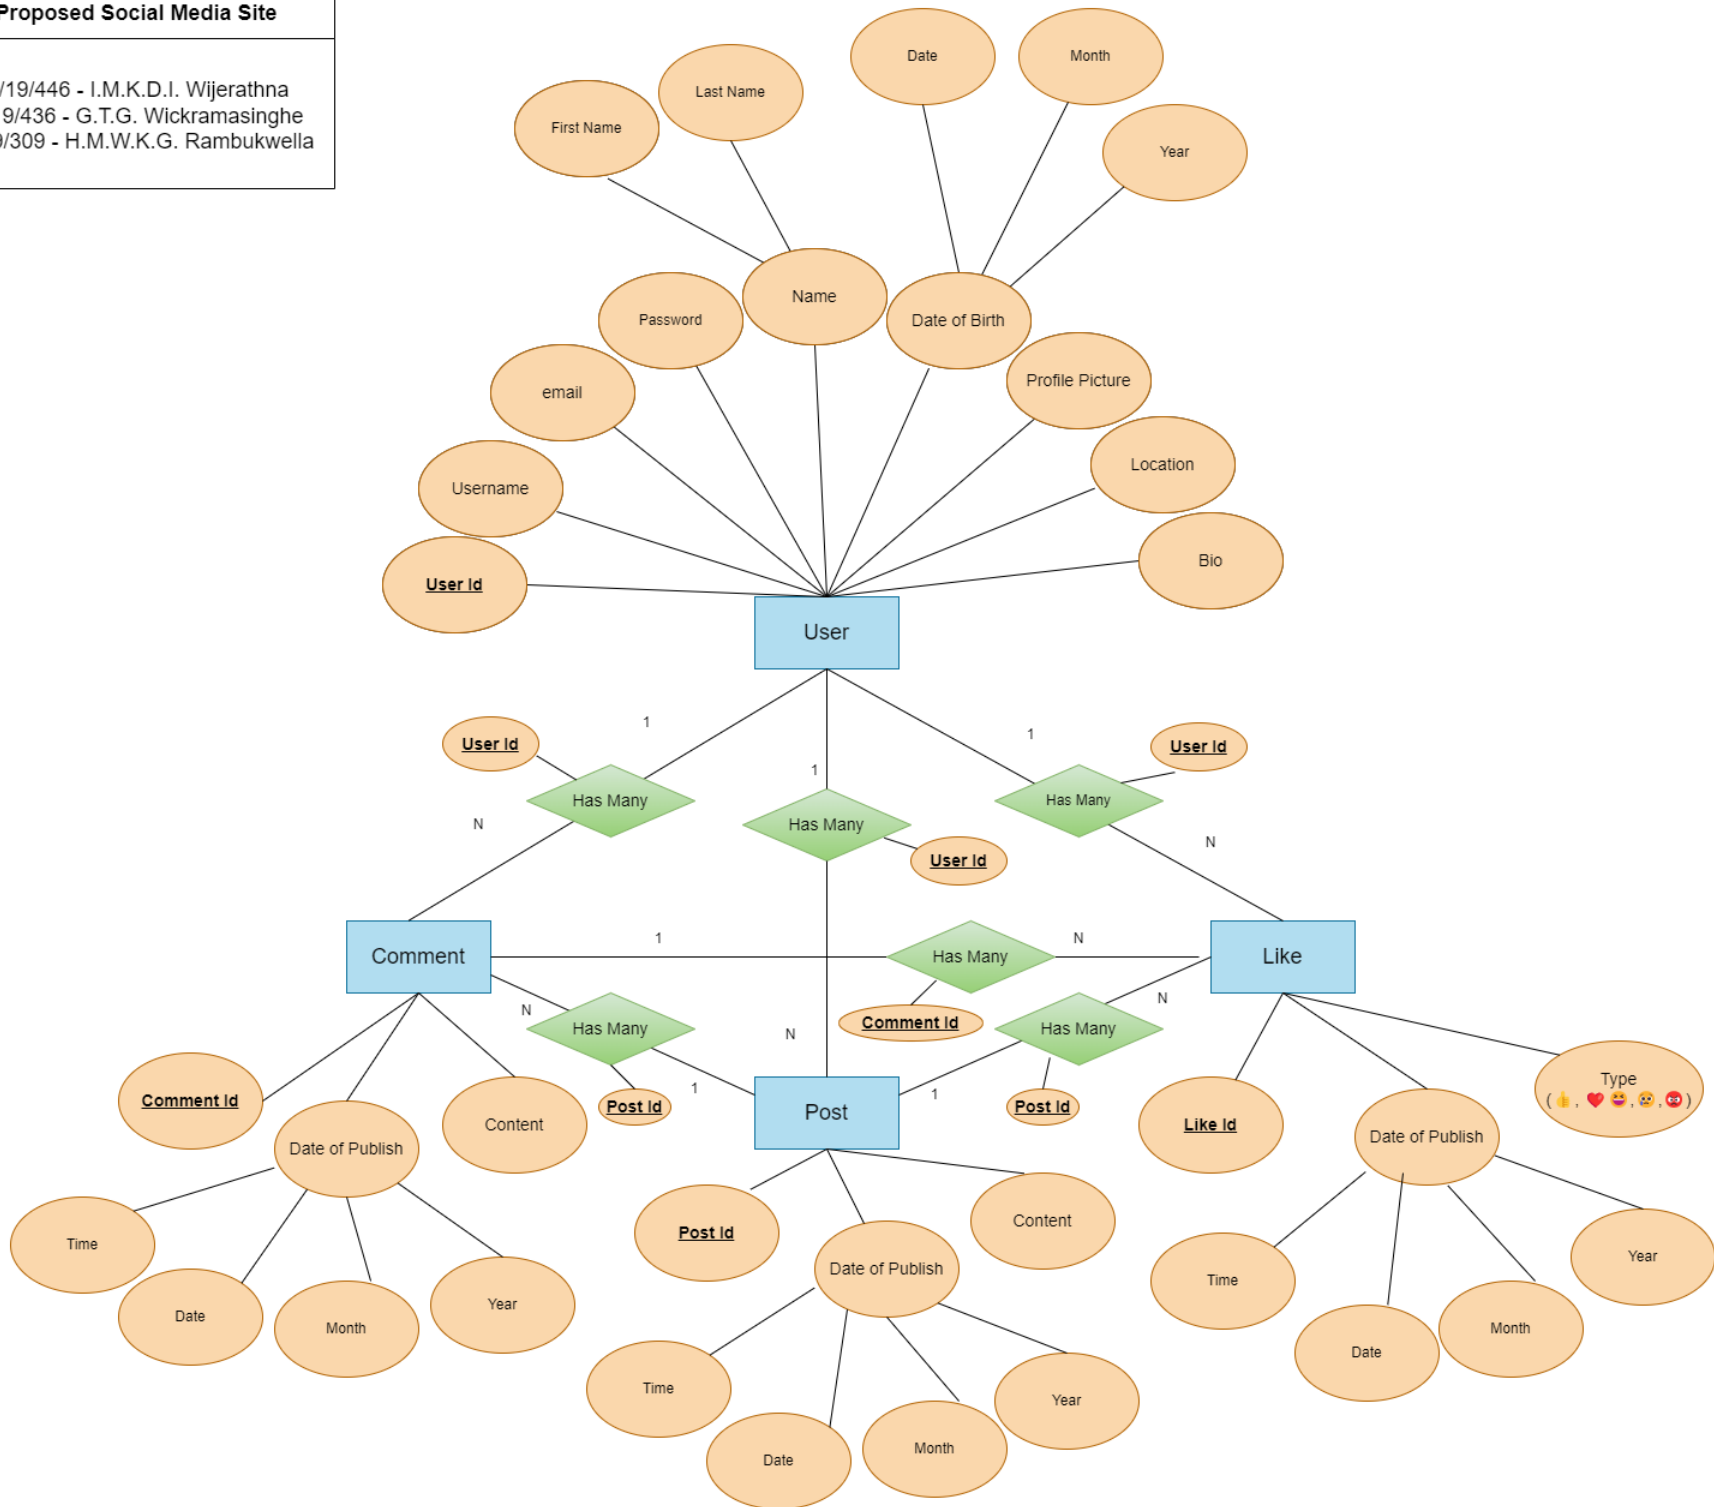 Proposed Social Media Site
/19/446 - I.M.K.D.I. Wijerathna
9/436 - G.T.G. Wickramasinghe
9/309 - H.M.W.K.G. Rambukwella
Date
Month
Last Name
First Name
Year
Name
Password
Date of Birth
Profile Picture
email
Location
Username
Bio
User Id
User
1
1
User Id
User Id
1
Has Many
Has Many
Has Many
N
N
User Id
1
N
Comment
Has Many
Like
N
N
Comment Id
Has Many
Has Many
N
1
1
Post Id
Post Id
Post
Type
(👍, ❤️😆,😢,😡)
Comment Id
Content
Like Id
Date of Publish
Date of Publish
Content
Post Id
Time
Year
Date of Publish
Time
Year
Date
Month
Month
Date
Time
Year
Month
Date